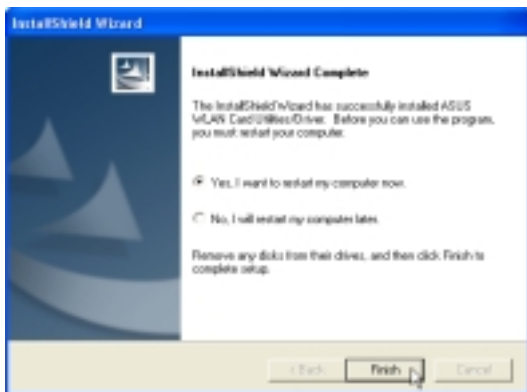 InstallShield Wizard
InstallShield Wizard Complete
The InstallShield Wizard has successfully installed ASUS
WLAN Card Utilities/Driver. Before you can use the program,
you must restart your computer.
Yes, I want to restart my computer now.
No, I will restart my computer later.
Remove any disks from their drives, and then click Finish to
complete setup.
< Back Finish Cancel